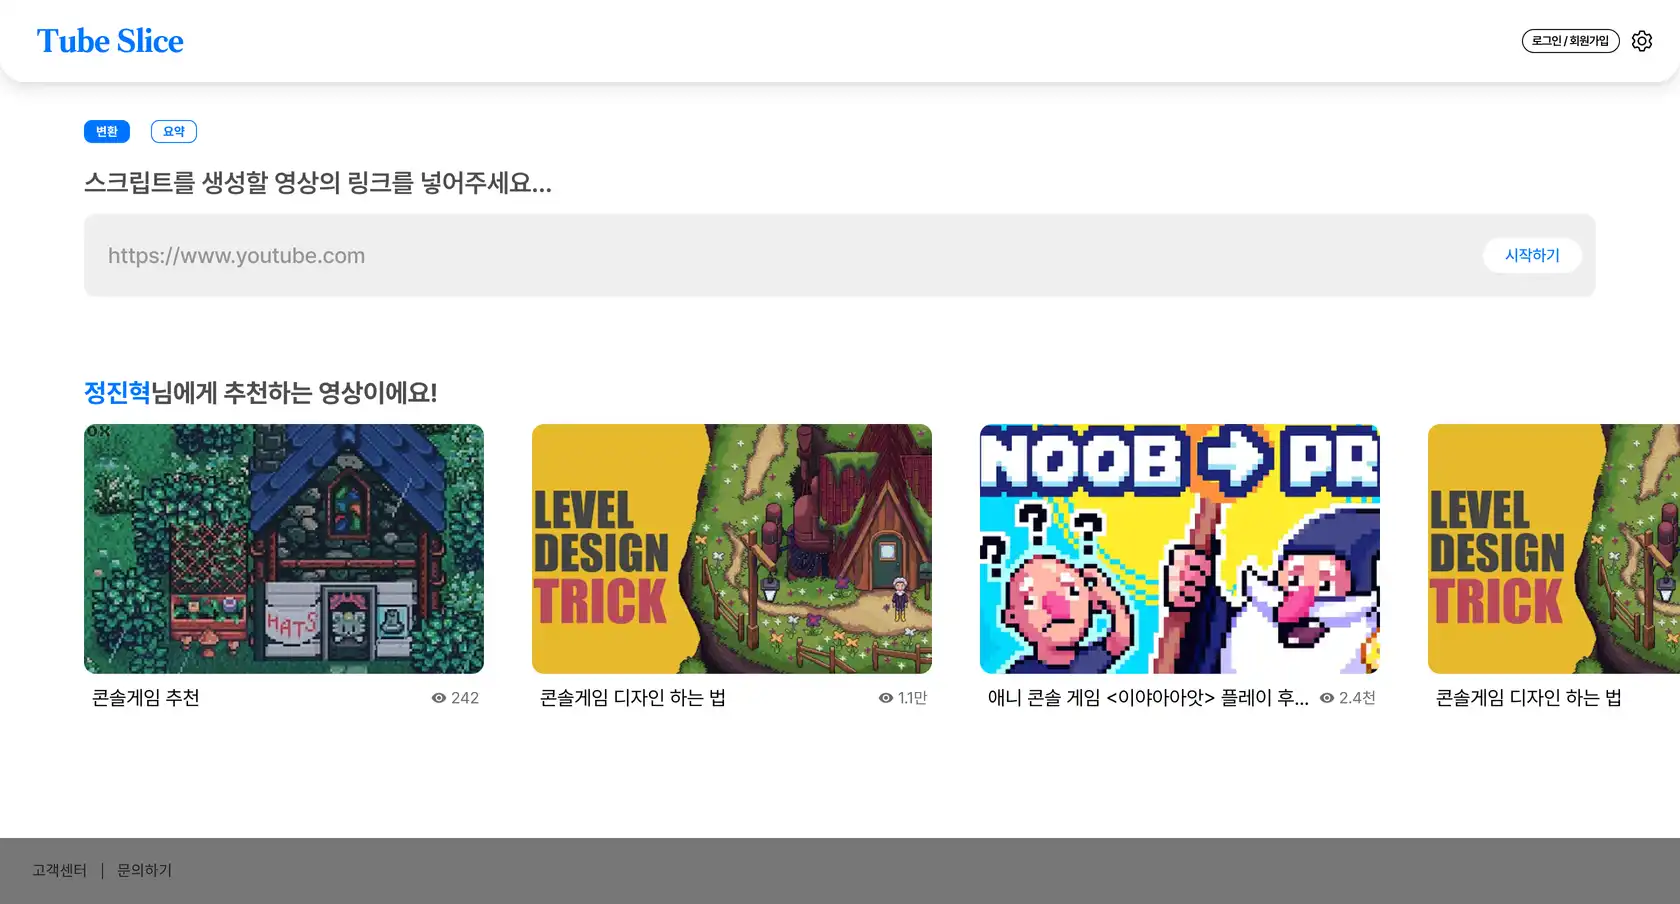 Tube Slice
로그인 / 회원가입
변환
요약
스크립트를 생성할 영상의 링크를 넣어주세요...
https://www.youtube.com
시작하기
정진혁님에게 추천하는 영상이에요!
HATS
LEVEL
DESIGN
TRICK
NOOB → PR
? ? ?
LEVEL
DESIGN
TRICK
콘솔게임 추천
242
콘솔게임 디자인 하는 법
1.1만
애니 콘솔 게임 <이야아아앗> 플레이 후...
2.4천
콘솔게임 디자인 하는 법
고객센터 | 문의하기